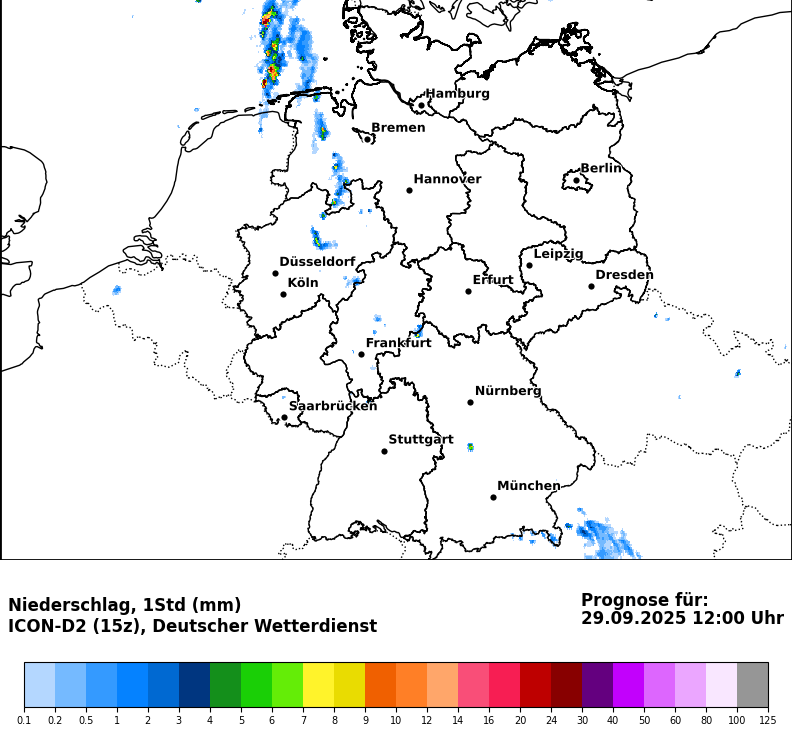 Hamburg
Bremen
Berlin
Hannover
Leipzig
Düsseldorf
Dresden
Köln
Erfurt
Frankfurt
Nürnberg
Saarbrücken
Stuttgart
München
Niederschlag, 1Std (mm)
ICON-D2 (15z), Deutscher Wetterdienst
Prognose für:
29.09.2025 12:00 Uhr
0.1 0.2 0.5 1 2 3 4 5 6 7 8 9 10 12 14 16 20 24 30 40 50 60 80 100 125